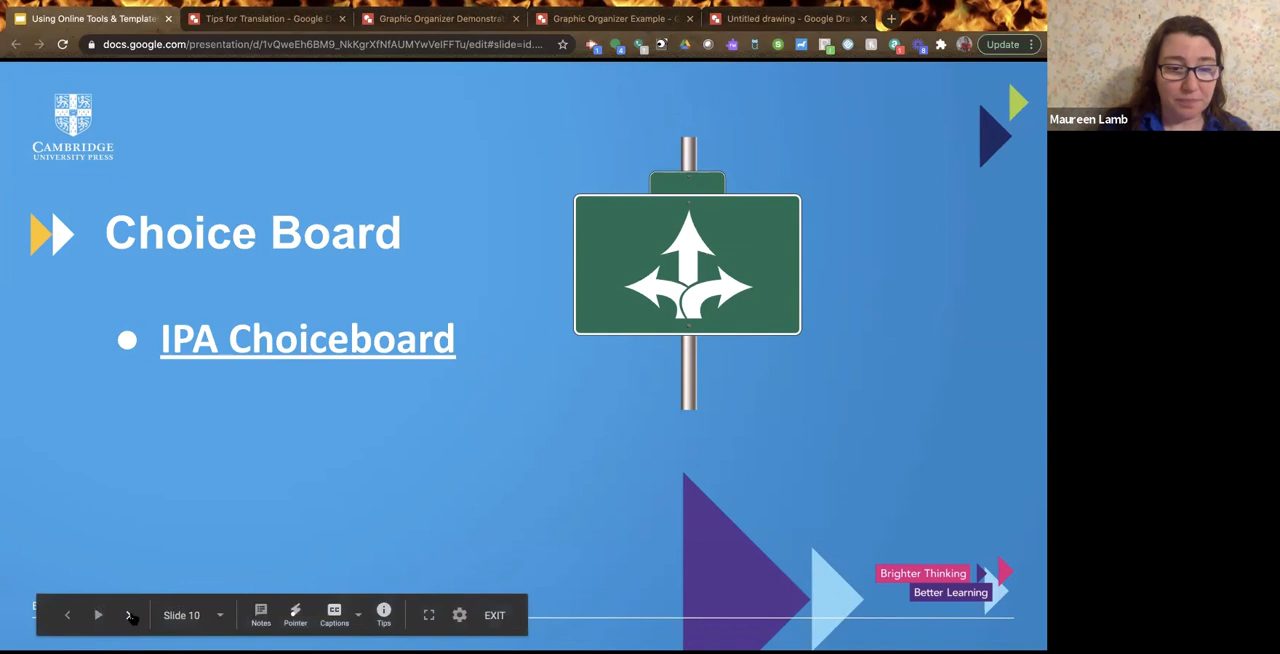 Using Online Tools & Template
Tips for Translation - Google D
Graphic Organizer Demonstrat
Graphic Organizer Example - G
Untitled drawing - Google Dra
docs.google.com/presentation/d/1vQweEh6BM9_NkKgrXfNfAUMYwVeIFFTu/edit#slide=id....
Update
Maureen Lamb
CAMBRIDGE
UNIVERSITY PRESS
Choice Board
IPA Choiceboard
Brighter Thinking
Better Learning
Slide 10
Notes
Pointer
CC
Captions
Tips
EXIT